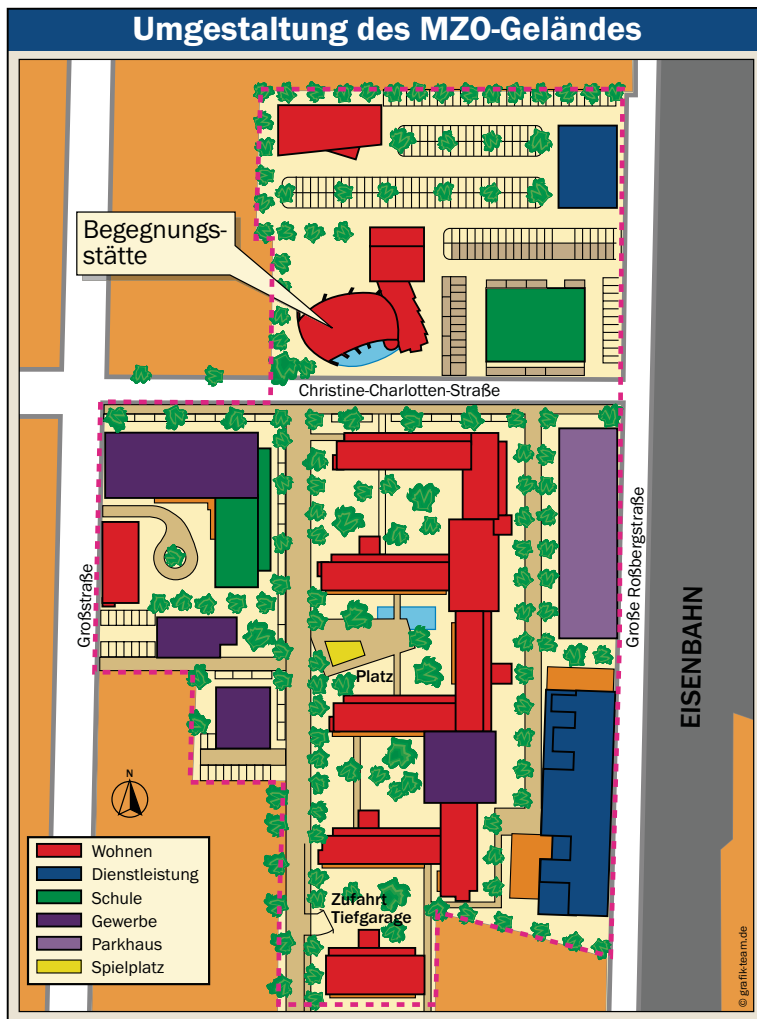 Umgestaltung des MZO-Geländes
Begegnungs-
stätte
Christine-Charlotten-Straße
Großstraße
Große Roßbergstraße
EISENBAHN
Platz
N
Wohnen
Dienstleistung
Schule
Gewerbe
Parkhaus
Spielplatz
Zufahrt
Tiefgarage
© grafik-team.de